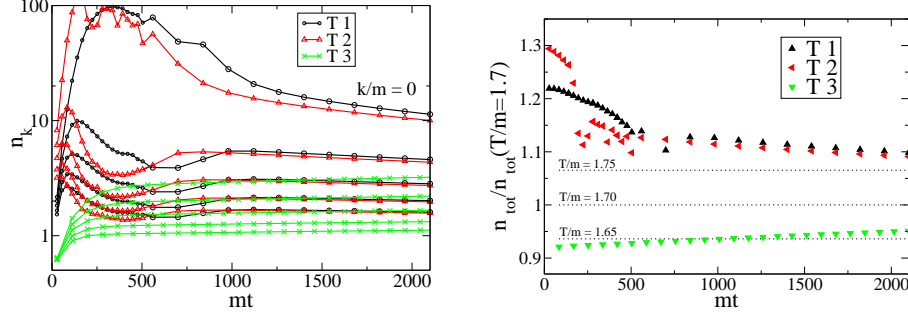 100
10
1
n_k
T 1
T 2
T 3
k/m = 0
0
500
1000
1500
2000
mt
1.3
1.2
1.1
1
0.9
n_tot/n_tot(T/m=1.7)
T 1
T 2
T 3
T/m = 1.75
T/m = 1.70
T/m = 1.65
0
500
1000
1500
2000
mt